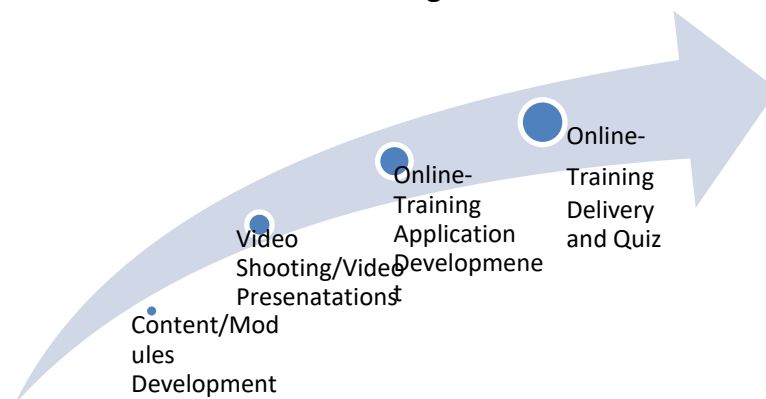 Content/Mod
ules
Development
Video
Shooting/Video
Presenatations
Online-
Training
Application
Developmene
t
Online-
Training
Delivery
and Quiz